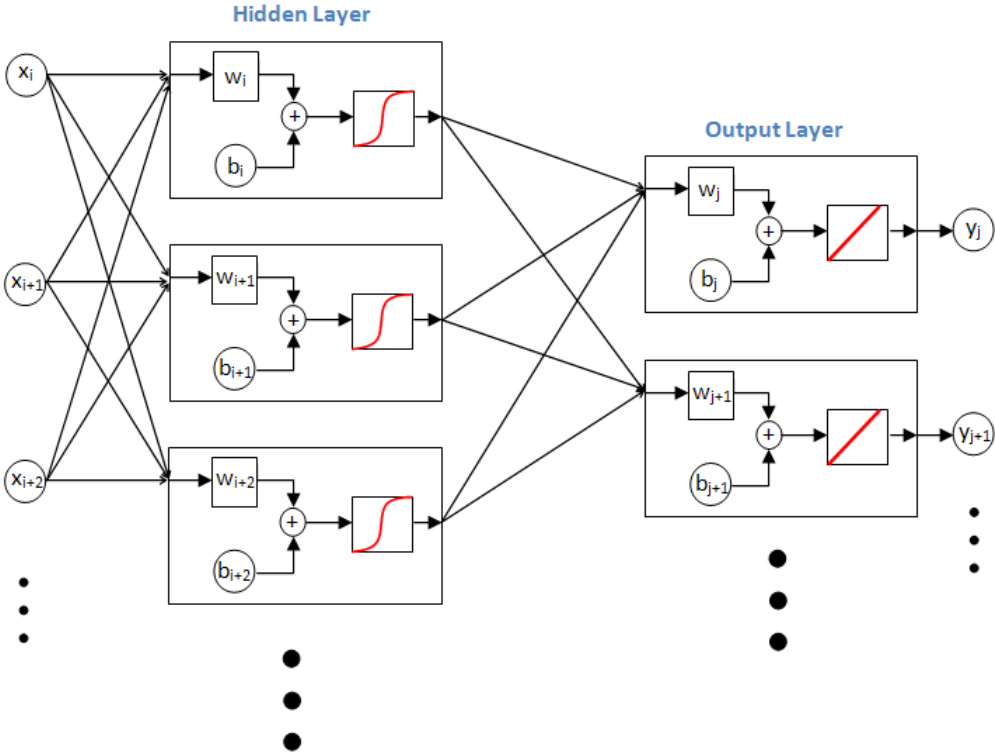 Hidden Layer
xᵢ
wᵢ
+
bᵢ
xᵢ₊₁
wᵢ₊₁
+
bᵢ₊₁
xᵢ₊₂
wᵢ₊₂
+
bᵢ₊₂
Output Layer
wⱼ
+
bⱼ
yⱼ
wⱼ₊₁
+
bⱼ₊₁
yⱼ₊₁